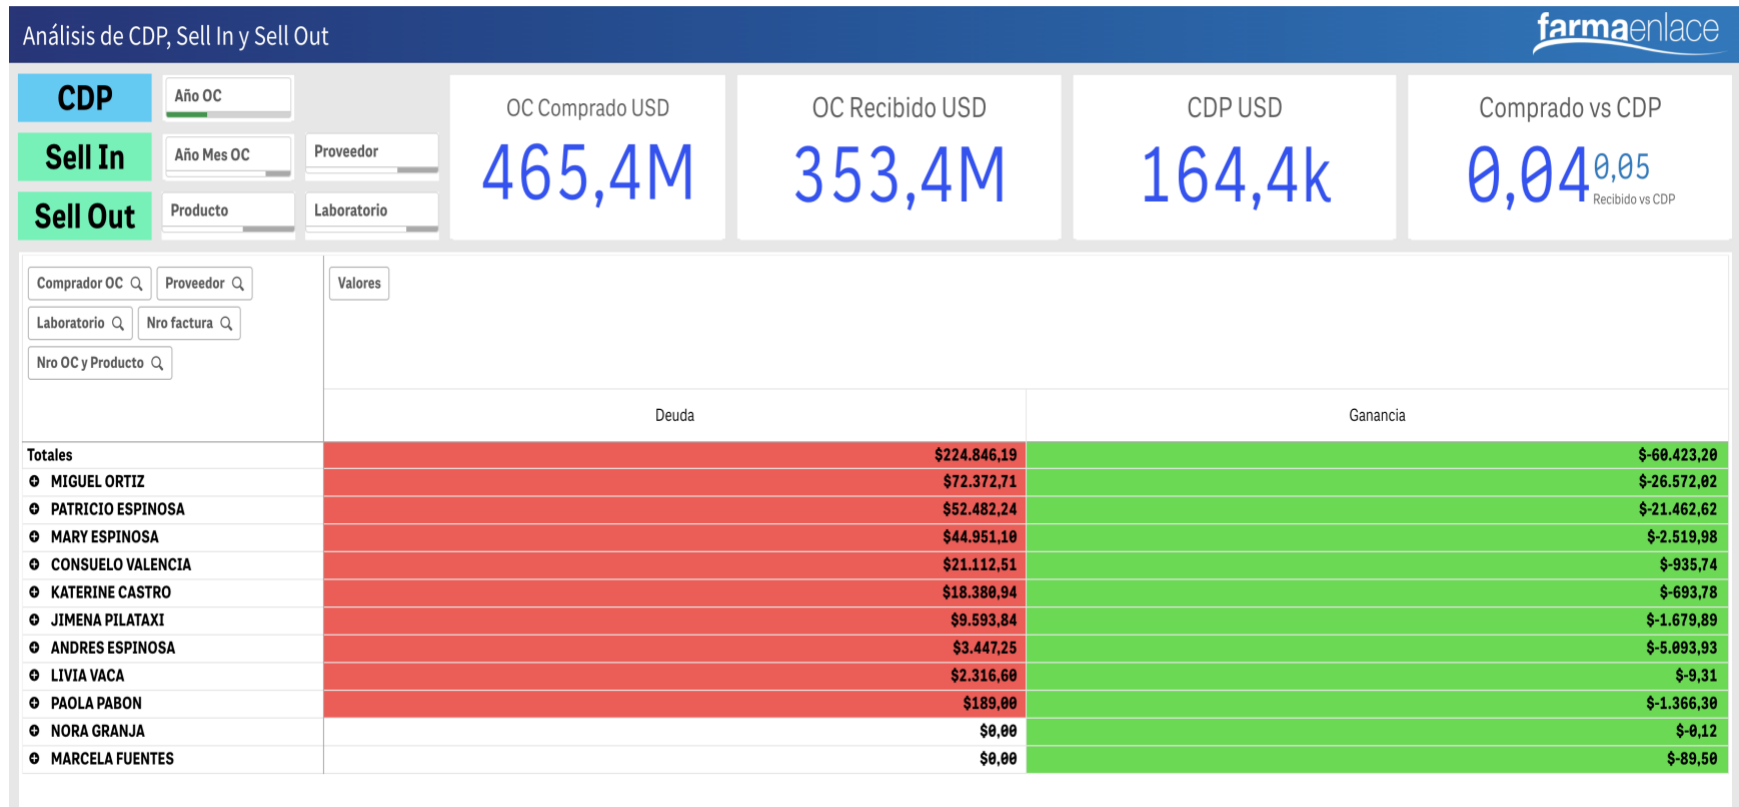 Análisis de CDP, Sell In y Sell Out
farmaenlace
CDP
Año OC
Sell In
Año Mes OC
Proveedor
Sell Out
Producto
Laboratorio
OC Comprado USD
465,4M
OC Recibido USD
353,4M
CDP USD
164,4k
Comprado vs CDP
0,04
0,05
Recibido vs CDP
Comprador OC
Proveedor
Laboratorio
Nro factura
Nro OC y Producto
Valores
Deuda Ganancia
Totales $224.846,19 $-60.423,20
MIGUEL ORTIZ $72.372,71 $-26.572,02
PATRICIO ESPINOSA $52.482,24 $-21.462,62
MARY ESPINOSA $44.951,10 $-2.519,98
CONSUELO VALENCIA $21.112,51 $-935,74
KATERINE CASTRO $18.380,94 $-693,78
JIMENA PILATAXI $9.593,84 $-1.679,89
ANDRES ESPINOSA $3.447,25 $-5.093,93
LIVIA VACA $2.316,60 $-9,31
PAOLA PABON $189,00 $-1.366,30
NORA GRANJA $0,00 $-0,12
MARCELA FUENTES $0,00 $-89,50